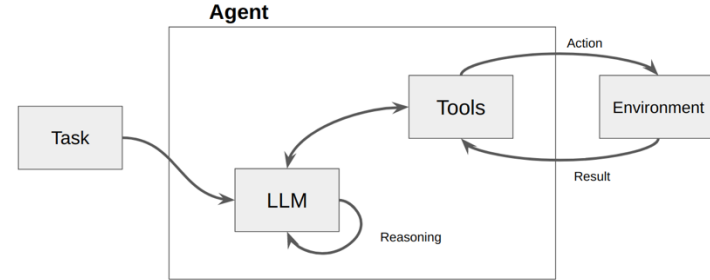 Agent
Action
Tools
Environment
Task
Result
LLM
Reasoning